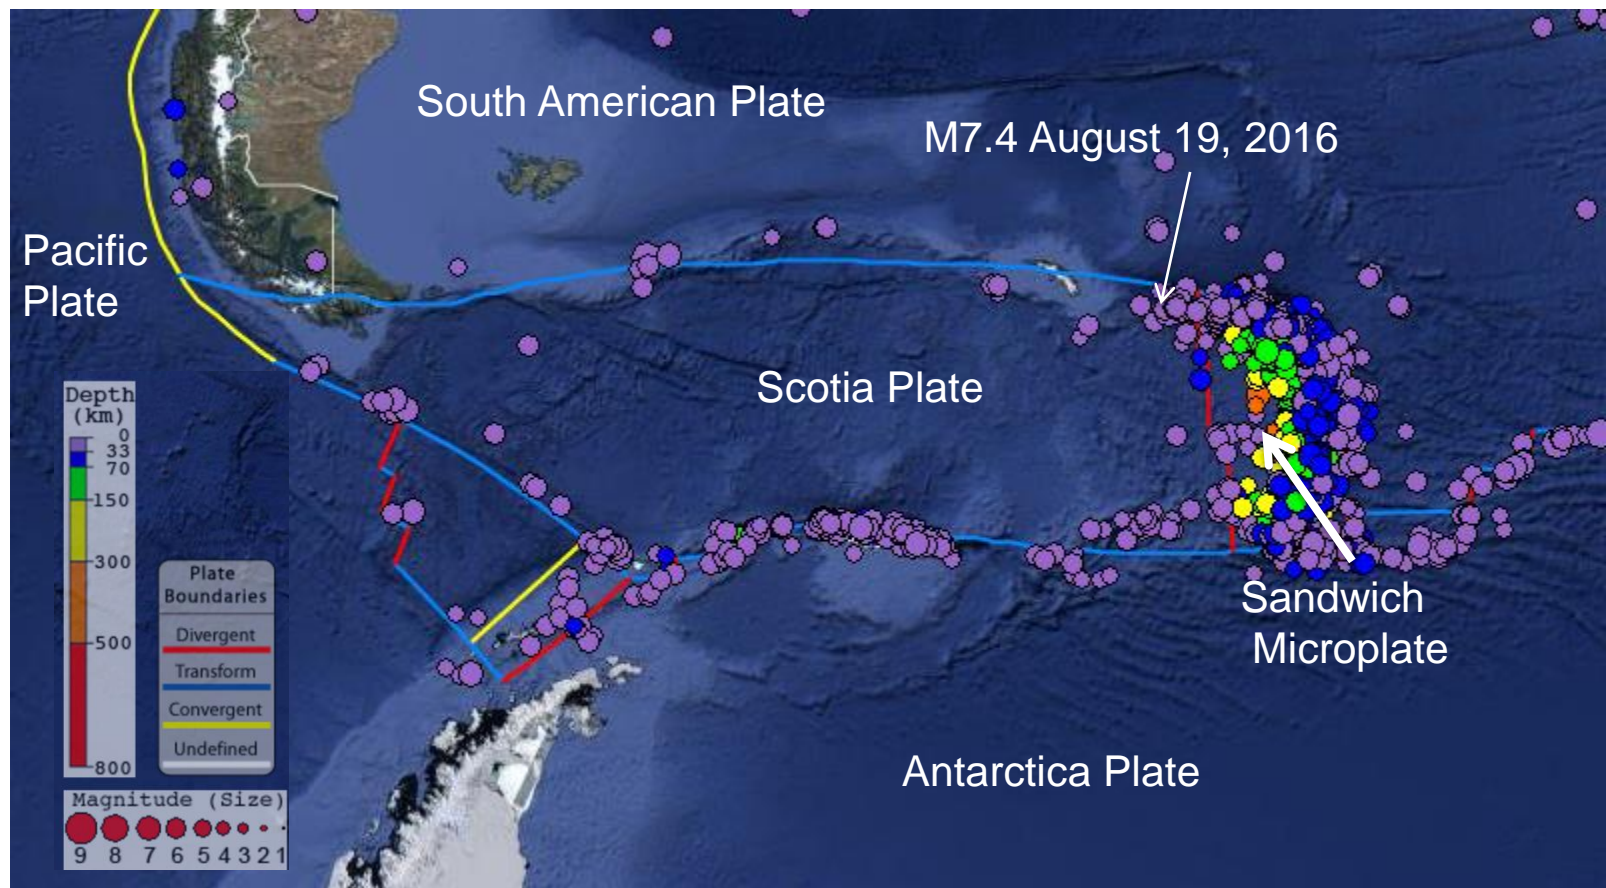 South American Plate
M7.4 August 19, 2016
Pacific
Plate
Scotia Plate
Depth
(km)
0
33
70
150
300
500
800
Plate
Boundaries
Divergent
Transform
Convergent
Undefined
Sandwich
Microplate
Antarctica Plate
Magnitude (Size)
9 8 7 6 5 4 3 2 1